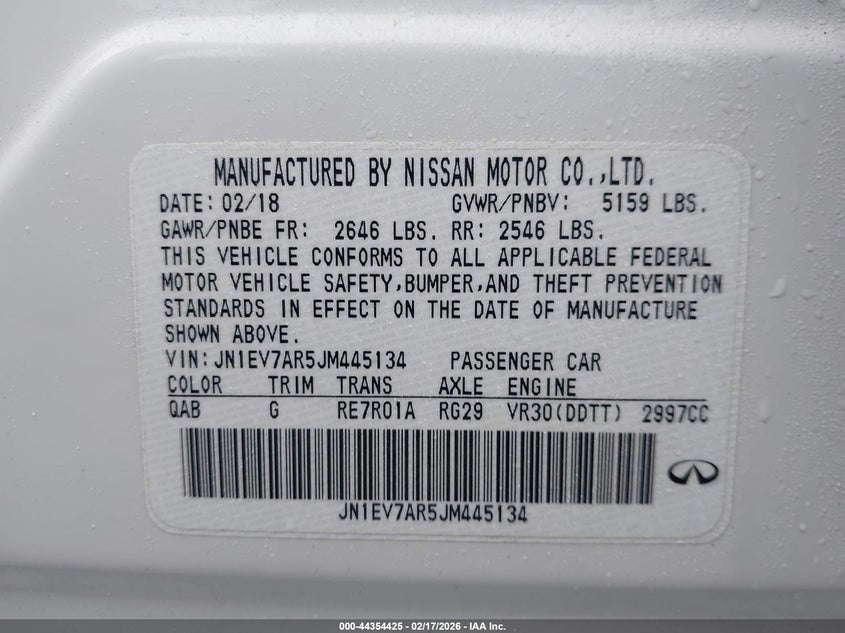 MANUFACTURED BY NISSAN MOTOR CO.,LTD.
DATE: 02/18 GVWR/PNBV: 5159 LBS.
GAWR/PNBE FR: 2646 LBS. RR: 2546 LBS.
THIS VEHICLE CONFORMS TO ALL APPLICABLE FEDERAL
MOTOR VEHICLE SAFETY,BUMPER,AND THEFT PREVENTION
STANDARDS IN EFFECT ON THE DATE OF MANUFACTURE
SHOWN ABOVE.
VIN: JN1EV7AR5JM445134 PASSENGER CAR
COLOR TRIM TRANS AXLE ENGINE
QAB G RE7R01A RG29 VR30(DDTT) 2997CC
JN1EV7AR5JM445134
000-44354425 - 02/17/2026 - IAA Inc.